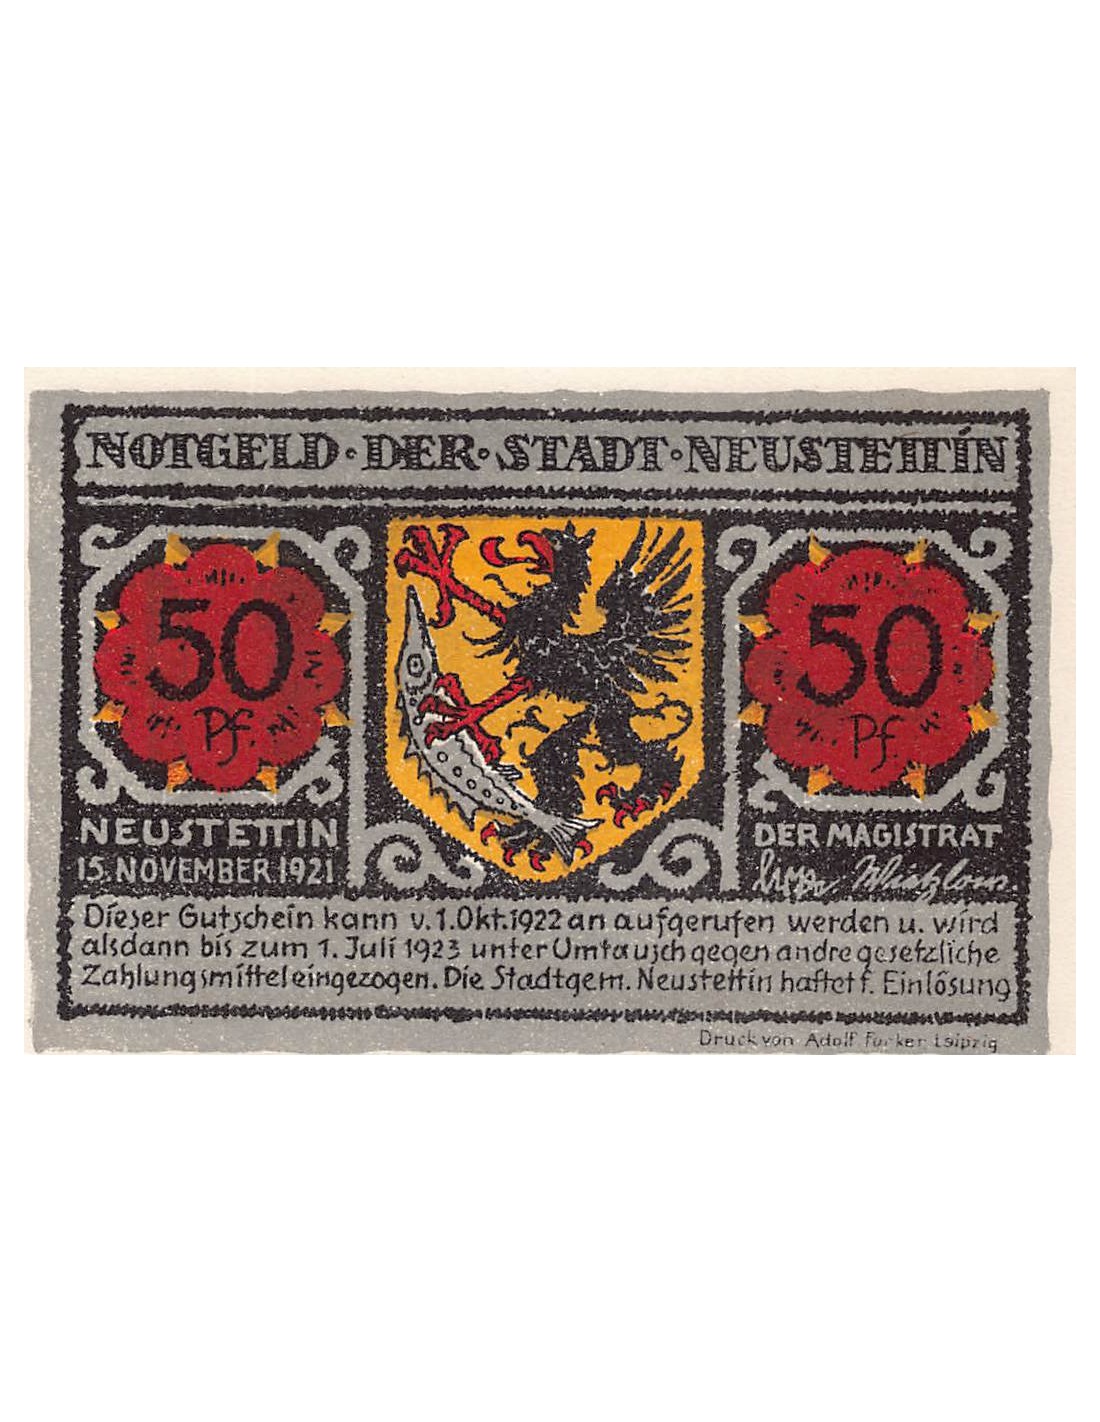 NOTGELD·DER·STADT·NEUSTETTIN
50 Pf.
50 Pf.
NEUSTETTIN
15. NOVEMBER 1921
DER MAGISTRAT
Dieser Gutschein kann v. 1. Okt. 1922 an aufgerufen werden u. wird
alsdann bis zum 1. Juli 1923 unter Umtausch gegen andre gesetzliche
Zahlungsmittel eingezogen. Die Stadtgem. Neustettin haftet f. Einlösung
Druck von Adolf Forker Leipzig